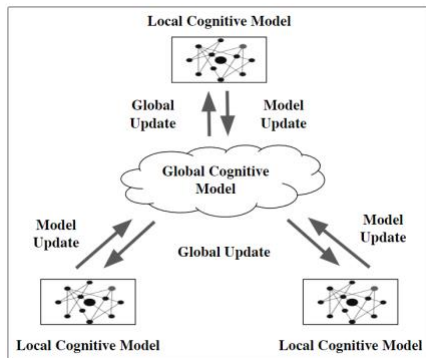 Local Cognitive Model
Global
Update
Model
Update
Global Cognitive
Model
Model
Update
Global Update
Model
Update
Local Cognitive Model
Local Cognitive Model